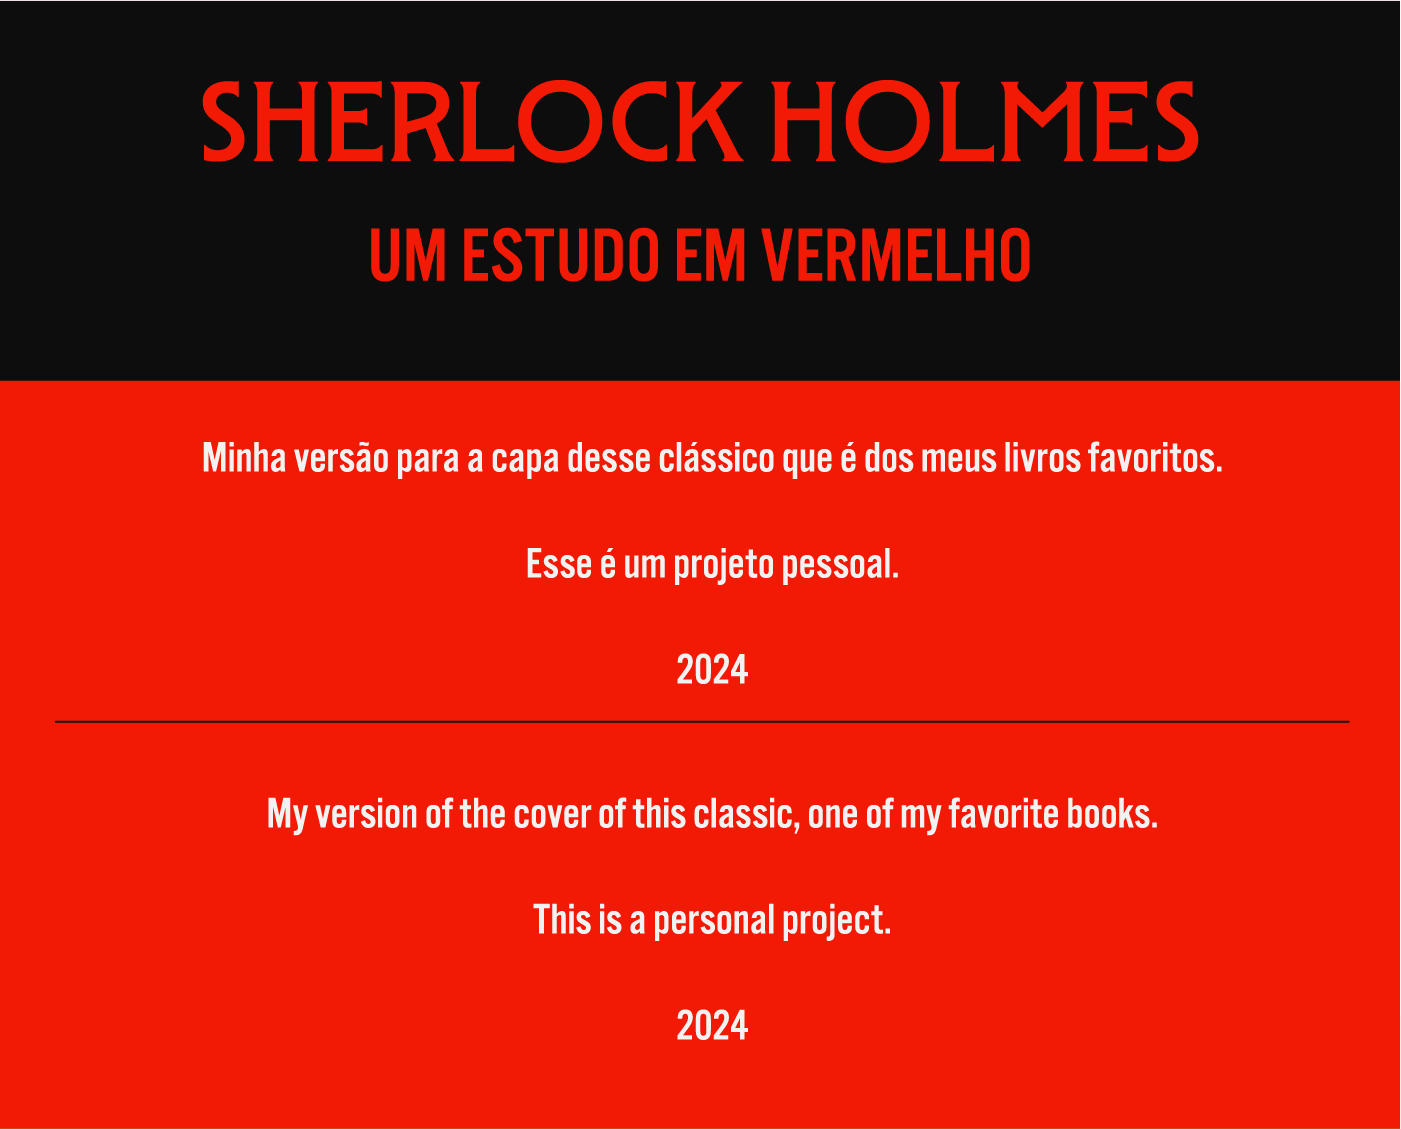 SHERLOCK HOLMES
UM ESTUDO EM VERMELHO
Minha versão para a capa desse clássico que é dos meus livros favoritos.
Esse é um projeto pessoal.
2024
My version of the cover of this classic, one of my favorite books.
This is a personal project.
2024